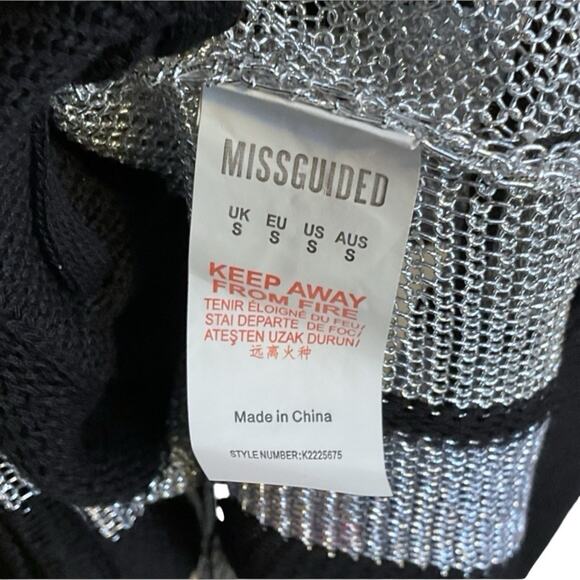 MISSGUIDED
UK EU US AUS
S S S S
KEEP AWAY
FROM FIRE
TENIR ÉLOIGNÉ DU FEU/
STAI DEPARTE DE FOC/
ATEŞTEN UZAK DURUN/
远离火种
Made in China
STYLE NUMBER:K2225675